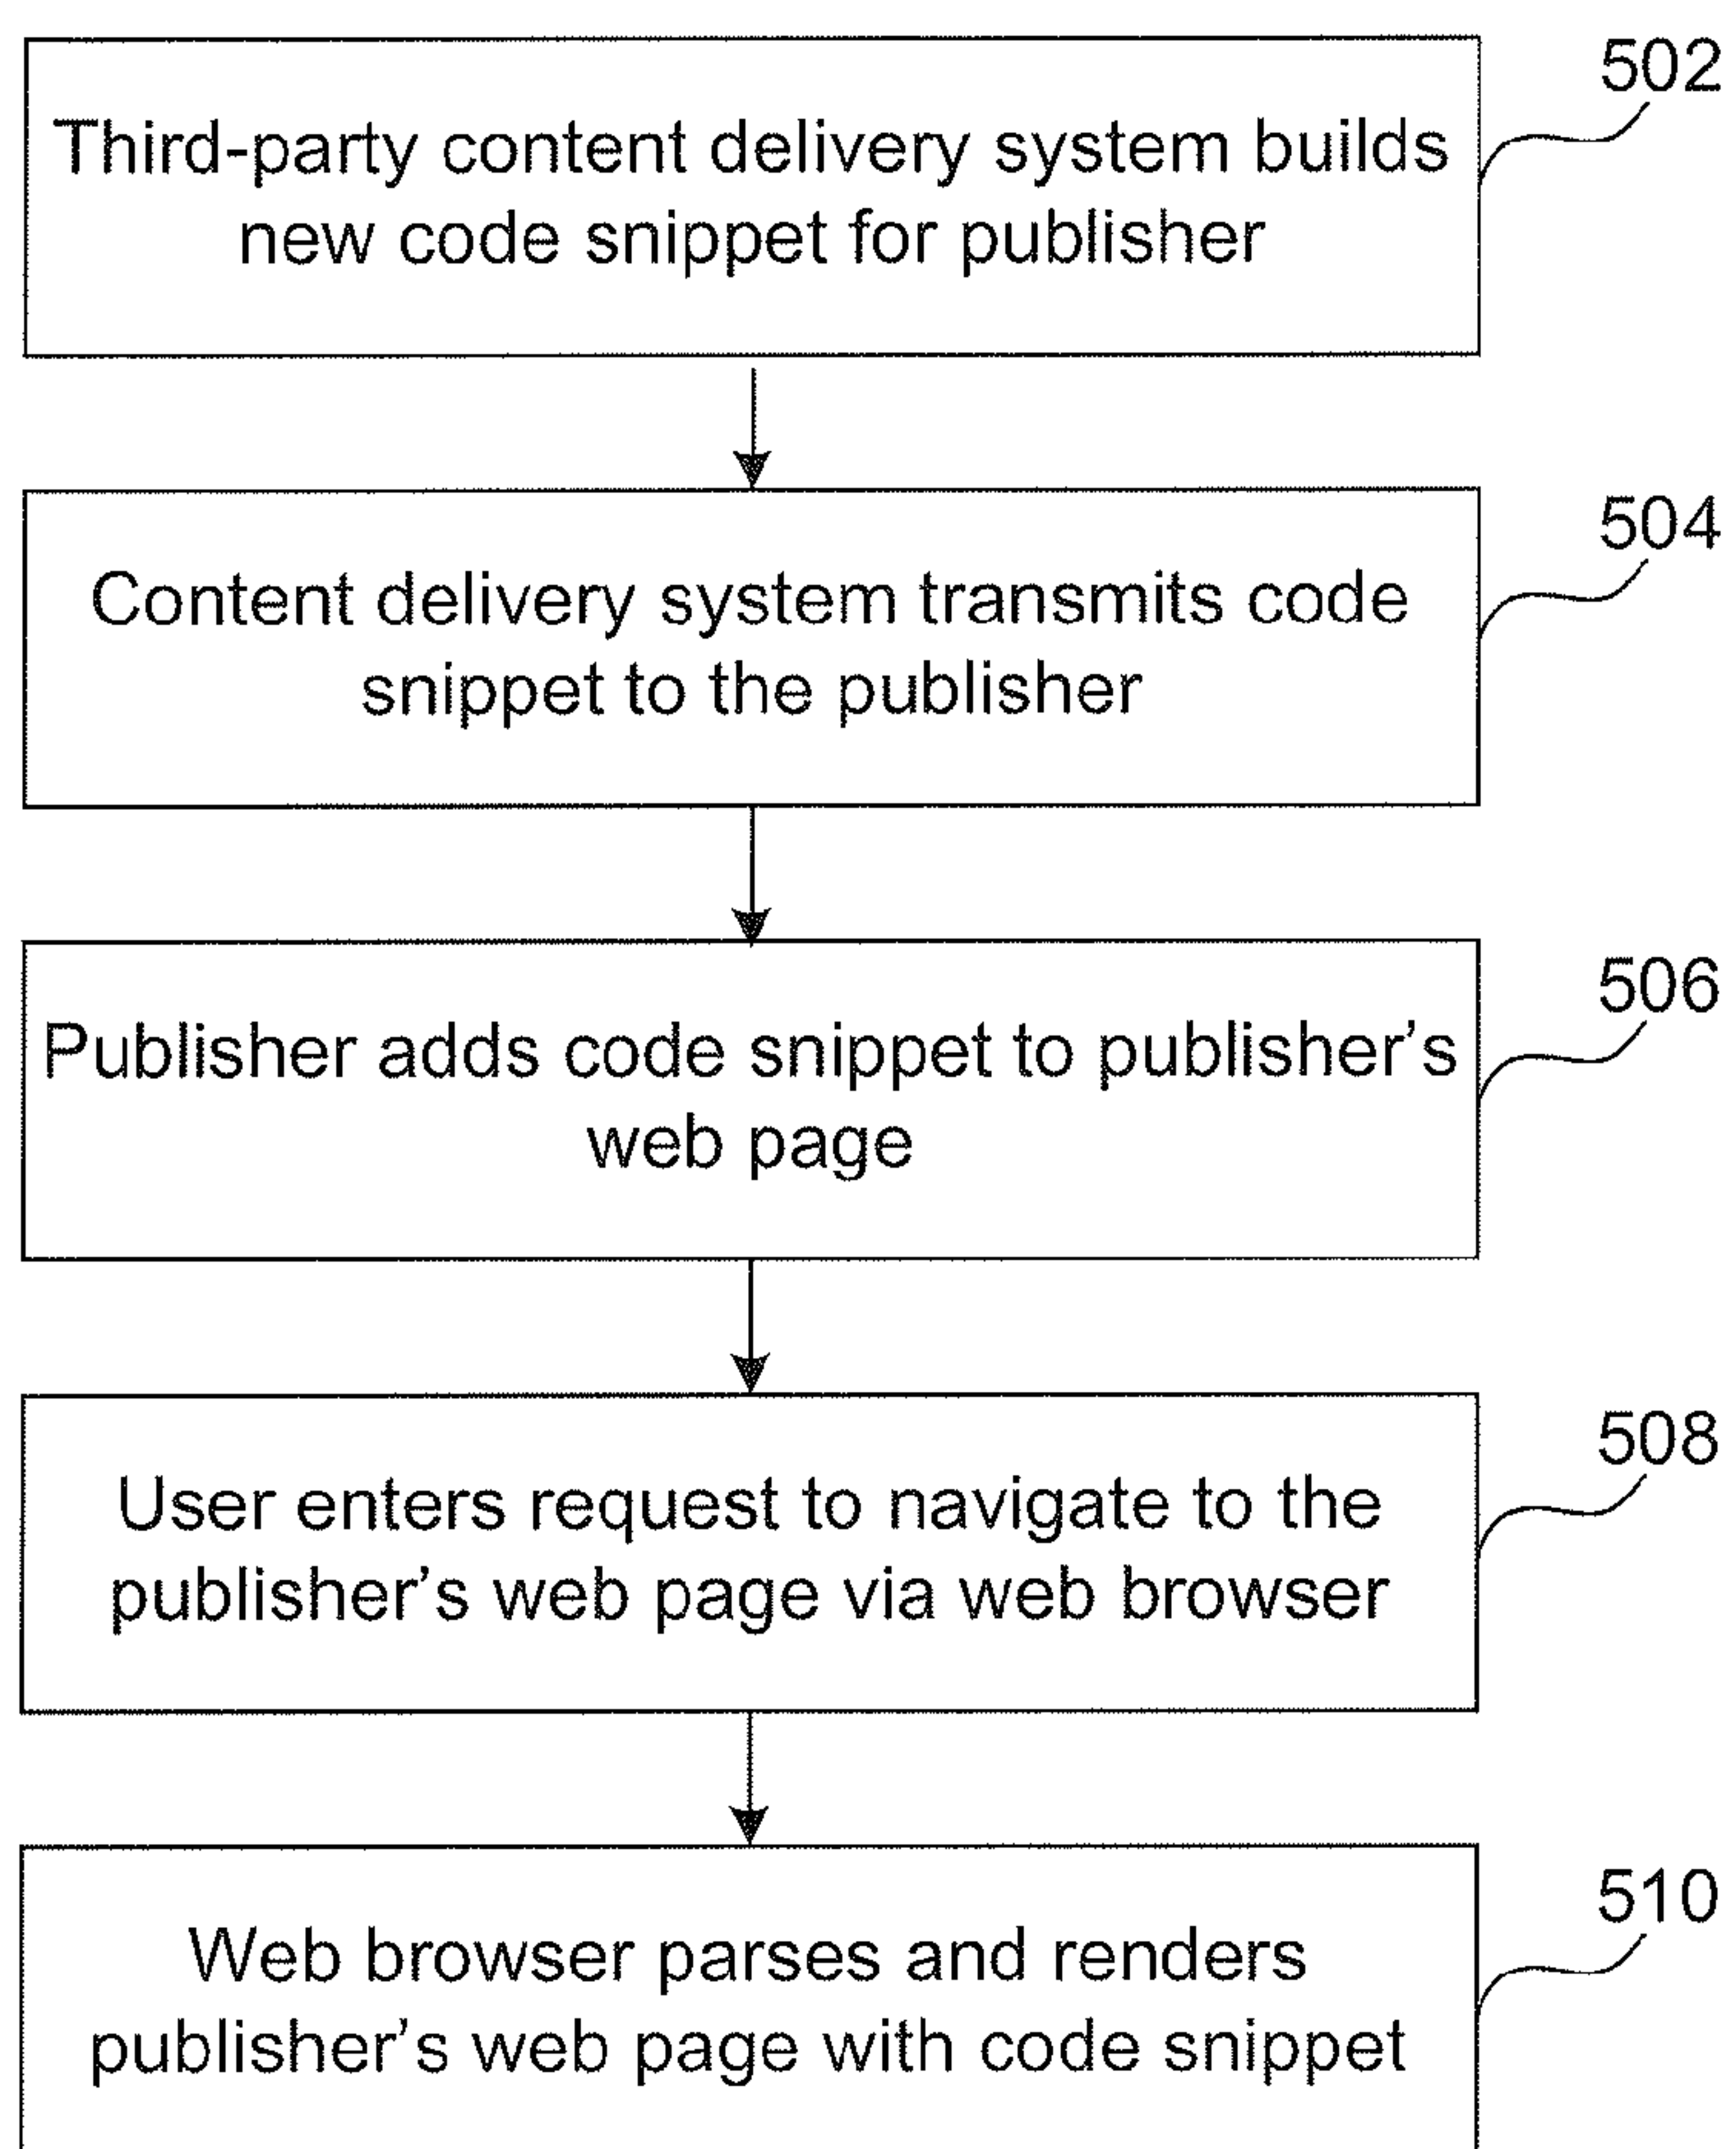 502
Third-party content delivery system builds
new code snippet for publisher
504
Content delivery system transmits code
snippet to the publisher
506
Publisher adds code snippet to publisher's
web page
508
User enters request to navigate to the
publisher's web page via web browser
510
Web browser parses and renders
publisher's web page with code snippet